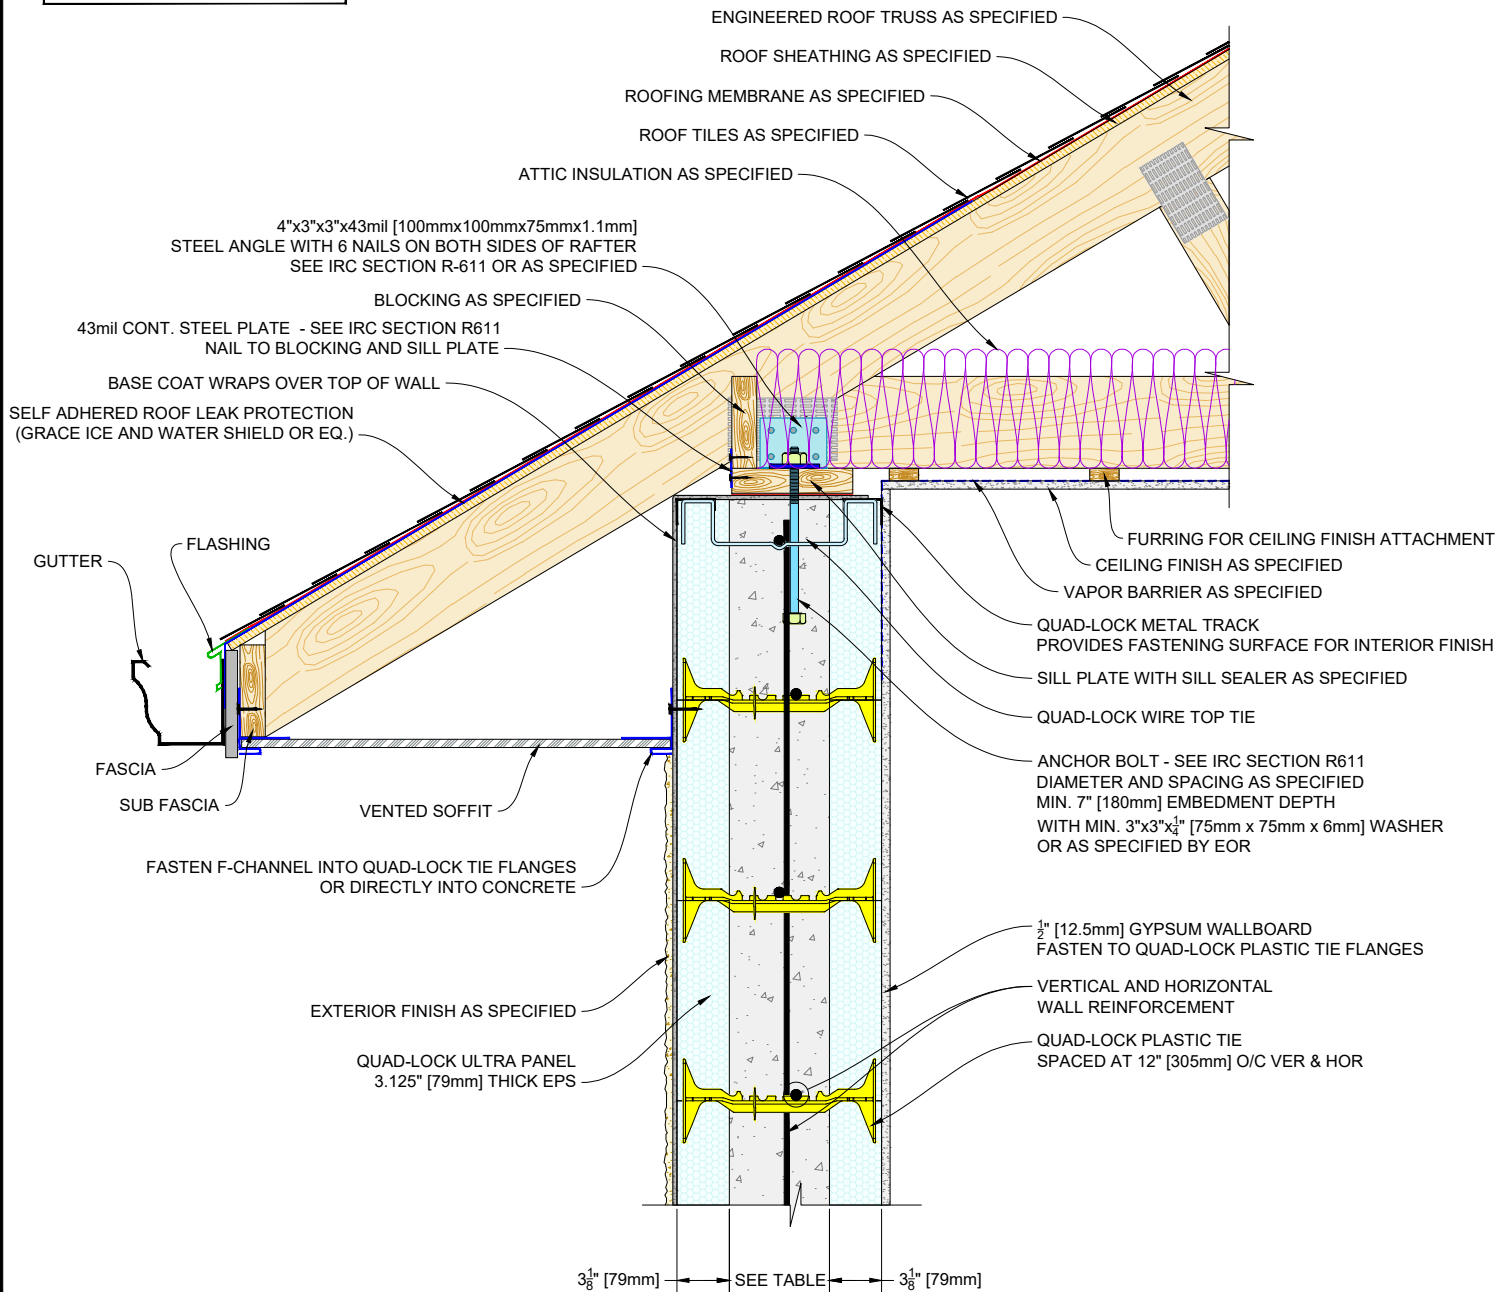 ENGINEERED ROOF TRUSS AS SPECIFIED
ROOF SHEATHING AS SPECIFIED
ROOFING MEMBRANE AS SPECIFIED
ROOF TILES AS SPECIFIED
ATTIC INSULATION AS SPECIFIED
4"x3"x3"x43mil [100mmx100mmx75mmx1.1mm]
STEEL ANGLE WITH 6 NAILS ON BOTH SIDES OF RAFTER
SEE IRC SECTION R-611 OR AS SPECIFIED
BLOCKING AS SPECIFIED
43mil CONT. STEEL PLATE - SEE IRC SECTION R611
NAIL TO BLOCKING AND SILL PLATE
BASE COAT WRAPS OVER TOP OF WALL
SELF ADHERED ROOF LEAK PROTECTION
(GRACE ICE AND WATER SHIELD OR EQ.)
FLASHING
GUTTER
FASCIA
SUB FASCIA
VENTED SOFFIT
FASTEN F-CHANNEL INTO QUAD-LOCK TIE FLANGES
OR DIRECTLY INTO CONCRETE
EXTERIOR FINISH AS SPECIFIED
QUAD-LOCK ULTRA PANEL
3.125" [79mm] THICK EPS
FURRING FOR CEILING FINISH ATTACHMENT
CEILING FINISH AS SPECIFIED
VAPOR BARRIER AS SPECIFIED
QUAD-LOCK METAL TRACK
PROVIDES FASTENING SURFACE FOR INTERIOR FINISH
SILL PLATE WITH SILL SEALER AS SPECIFIED
QUAD-LOCK WIRE TOP TIE
ANCHOR BOLT - SEE IRC SECTION R611
DIAMETER AND SPACING AS SPECIFIED
MIN. 7" [180mm] EMBEDMENT DEPTH
WITH MIN. 3"x3"x1/4" [75mm x 75mm x 6mm] WASHER
OR AS SPECIFIED BY EOR
1/2" [12.5mm] GYPSUM WALLBOARD
FASTEN TO QUAD-LOCK PLASTIC TIE FLANGES
VERTICAL AND HORIZONTAL
WALL REINFORCEMENT
QUAD-LOCK PLASTIC TIE
SPACED AT 12" [305mm] O/C VER & HOR
3 1/8" [79mm] SEE TABLE 3 1/8" [79mm]